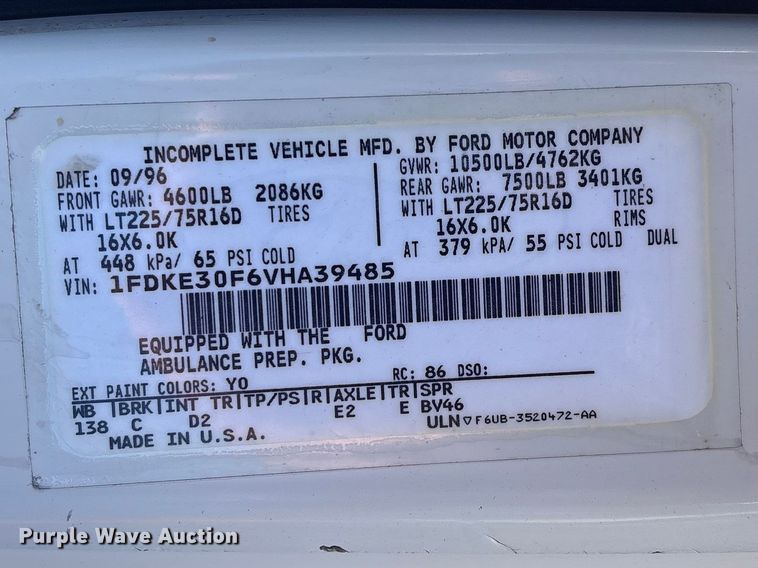 INCOMPLETE VEHICLE MFD. BY FORD MOTOR COMPANY
DATE: 09/96 GVWR: 10500LB/4762KG
FRONT GAWR: 4600LB 2086KG REAR GAWR: 7500LB 3401KG
WITH LT225/75R16D TIRES WITH LT225/75R16D TIRES
16X6.0K 16X6.0K RIMS
AT 448 kPa/ 65 PSI COLD AT 379 kPa/ 55 PSI COLD DUAL
VIN: 1FDKE30F6VHA39485
EQUIPPED WITH THE FORD
AMBULANCE PREP. PKG.
EXT PAINT COLORS: YO RC: 86 DSO:
WB |BRK|INT TR|TP/PS|R|AXLE|TR|SPR
138 C D2 E2 E BV46
MADE IN U.S.A. ULN ▽ F6UB-3520472-AA
Purple Wave Auction Purple Wave Auction